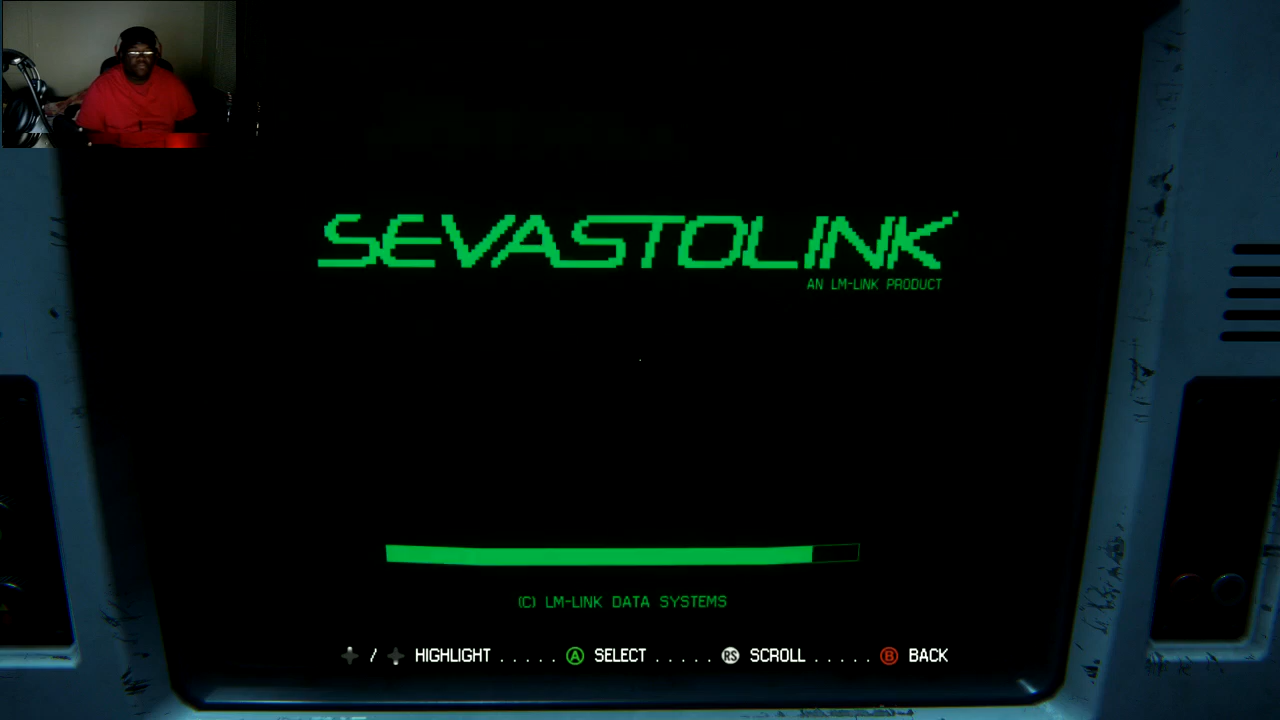 SEVASTOLINK
AN LM-LINK PRODUCT
(C) LM-LINK DATA SYSTEMS
/ HIGHLIGHT ..... A SELECT ..... RS SCROLL ..... B BACK